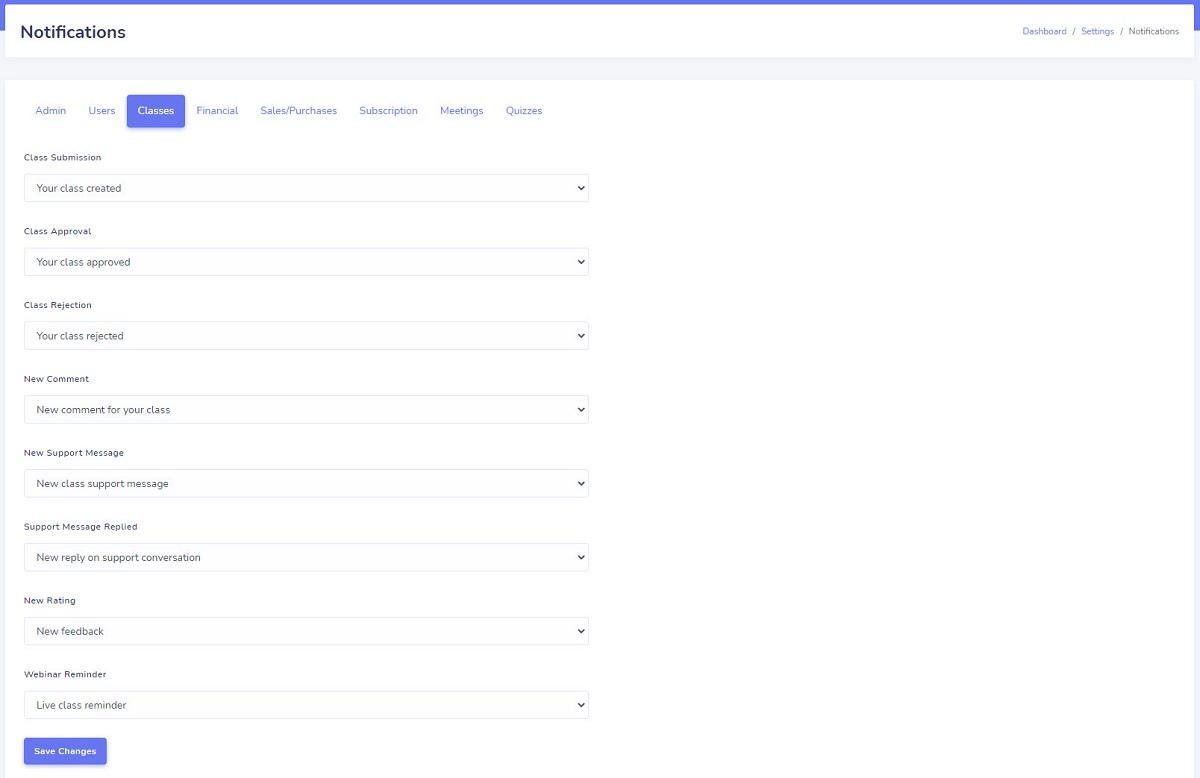 Notifications
Dashboard / Settings / Notifications
Admin Users Classes Financial Sales/Purchases Subscription Meetings Quizzes
Class Submission
Your class created
Class Approval
Your class approved
Class Rejection
Your class rejected
New Comment
New comment for your class
New Support Message
New class support message
Support Message Replied
New reply on support conversation
New Rating
New feedback
Webinar Reminder
Live class reminder
Save Changes